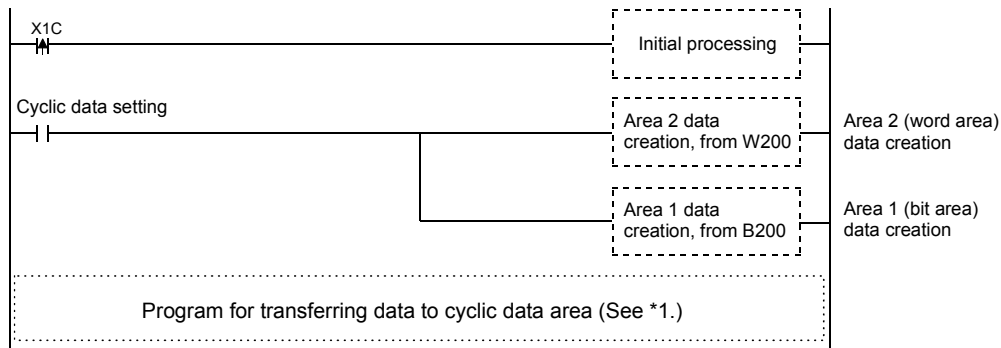 X1C
Initial processing
Cyclic data setting
Area 2 data
creation, from W200
Area 2 (word area)
data creation
Area 1 data
creation, from B200
Area 1 (bit area)
data creation
Program for transferring data to cyclic data area (See *1.)